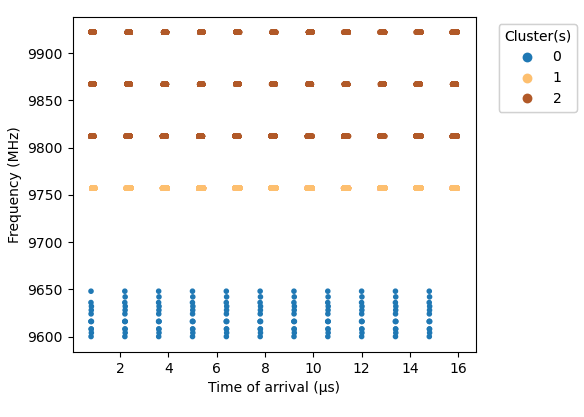 9900
9850
9800
9750
9700
9650
9600
Frequency (MHz)
2 4 6 8 10 12 14 16
Time of arrival (µs)
Cluster(s)
0
1
2